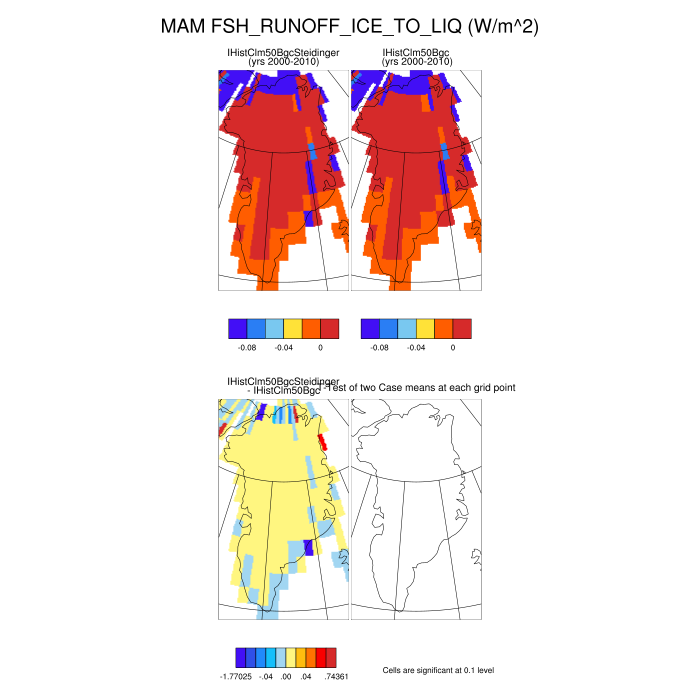 MAM FSH_RUNOFF_ICE_TO_LIQ (W/m^2)
IHistClm50BgcSteidinger
(yrs 2000-2010)
IHistClm50Bgc
(yrs 2000-2010)
-0.08 -0.04 0
-0.08 -0.04 0
IHistClm50BgcSteidinger
- IHistClm50Bgc
T-Test of two Case means at each grid point
-1.77025 -.04 .00 .04 .74361
Cells are significant at 0.1 level